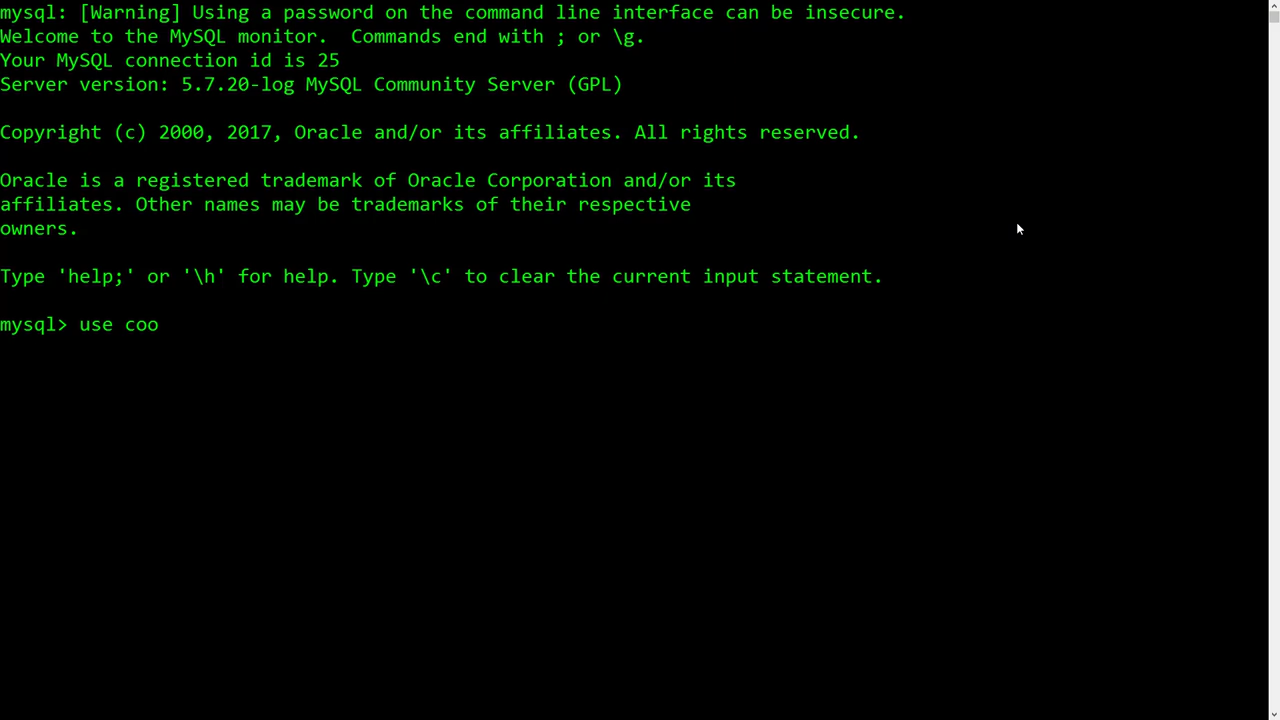 mysql: [Warning] Using a password on the command line interface can be insecure.
Welcome to the MySQL monitor.  Commands end with ; or \g.
Your MySQL connection id is 25
Server version: 5.7.20-log MySQL Community Server (GPL)
Copyright (c) 2000, 2017, Oracle and/or its affiliates. All rights reserved.
Oracle is a registered trademark of Oracle Corporation and/or its
affiliates. Other names may be trademarks of their respective
owners.
Type 'help;' or '\h' for help. Type '\c' to clear the current input statement.
mysql> use coo